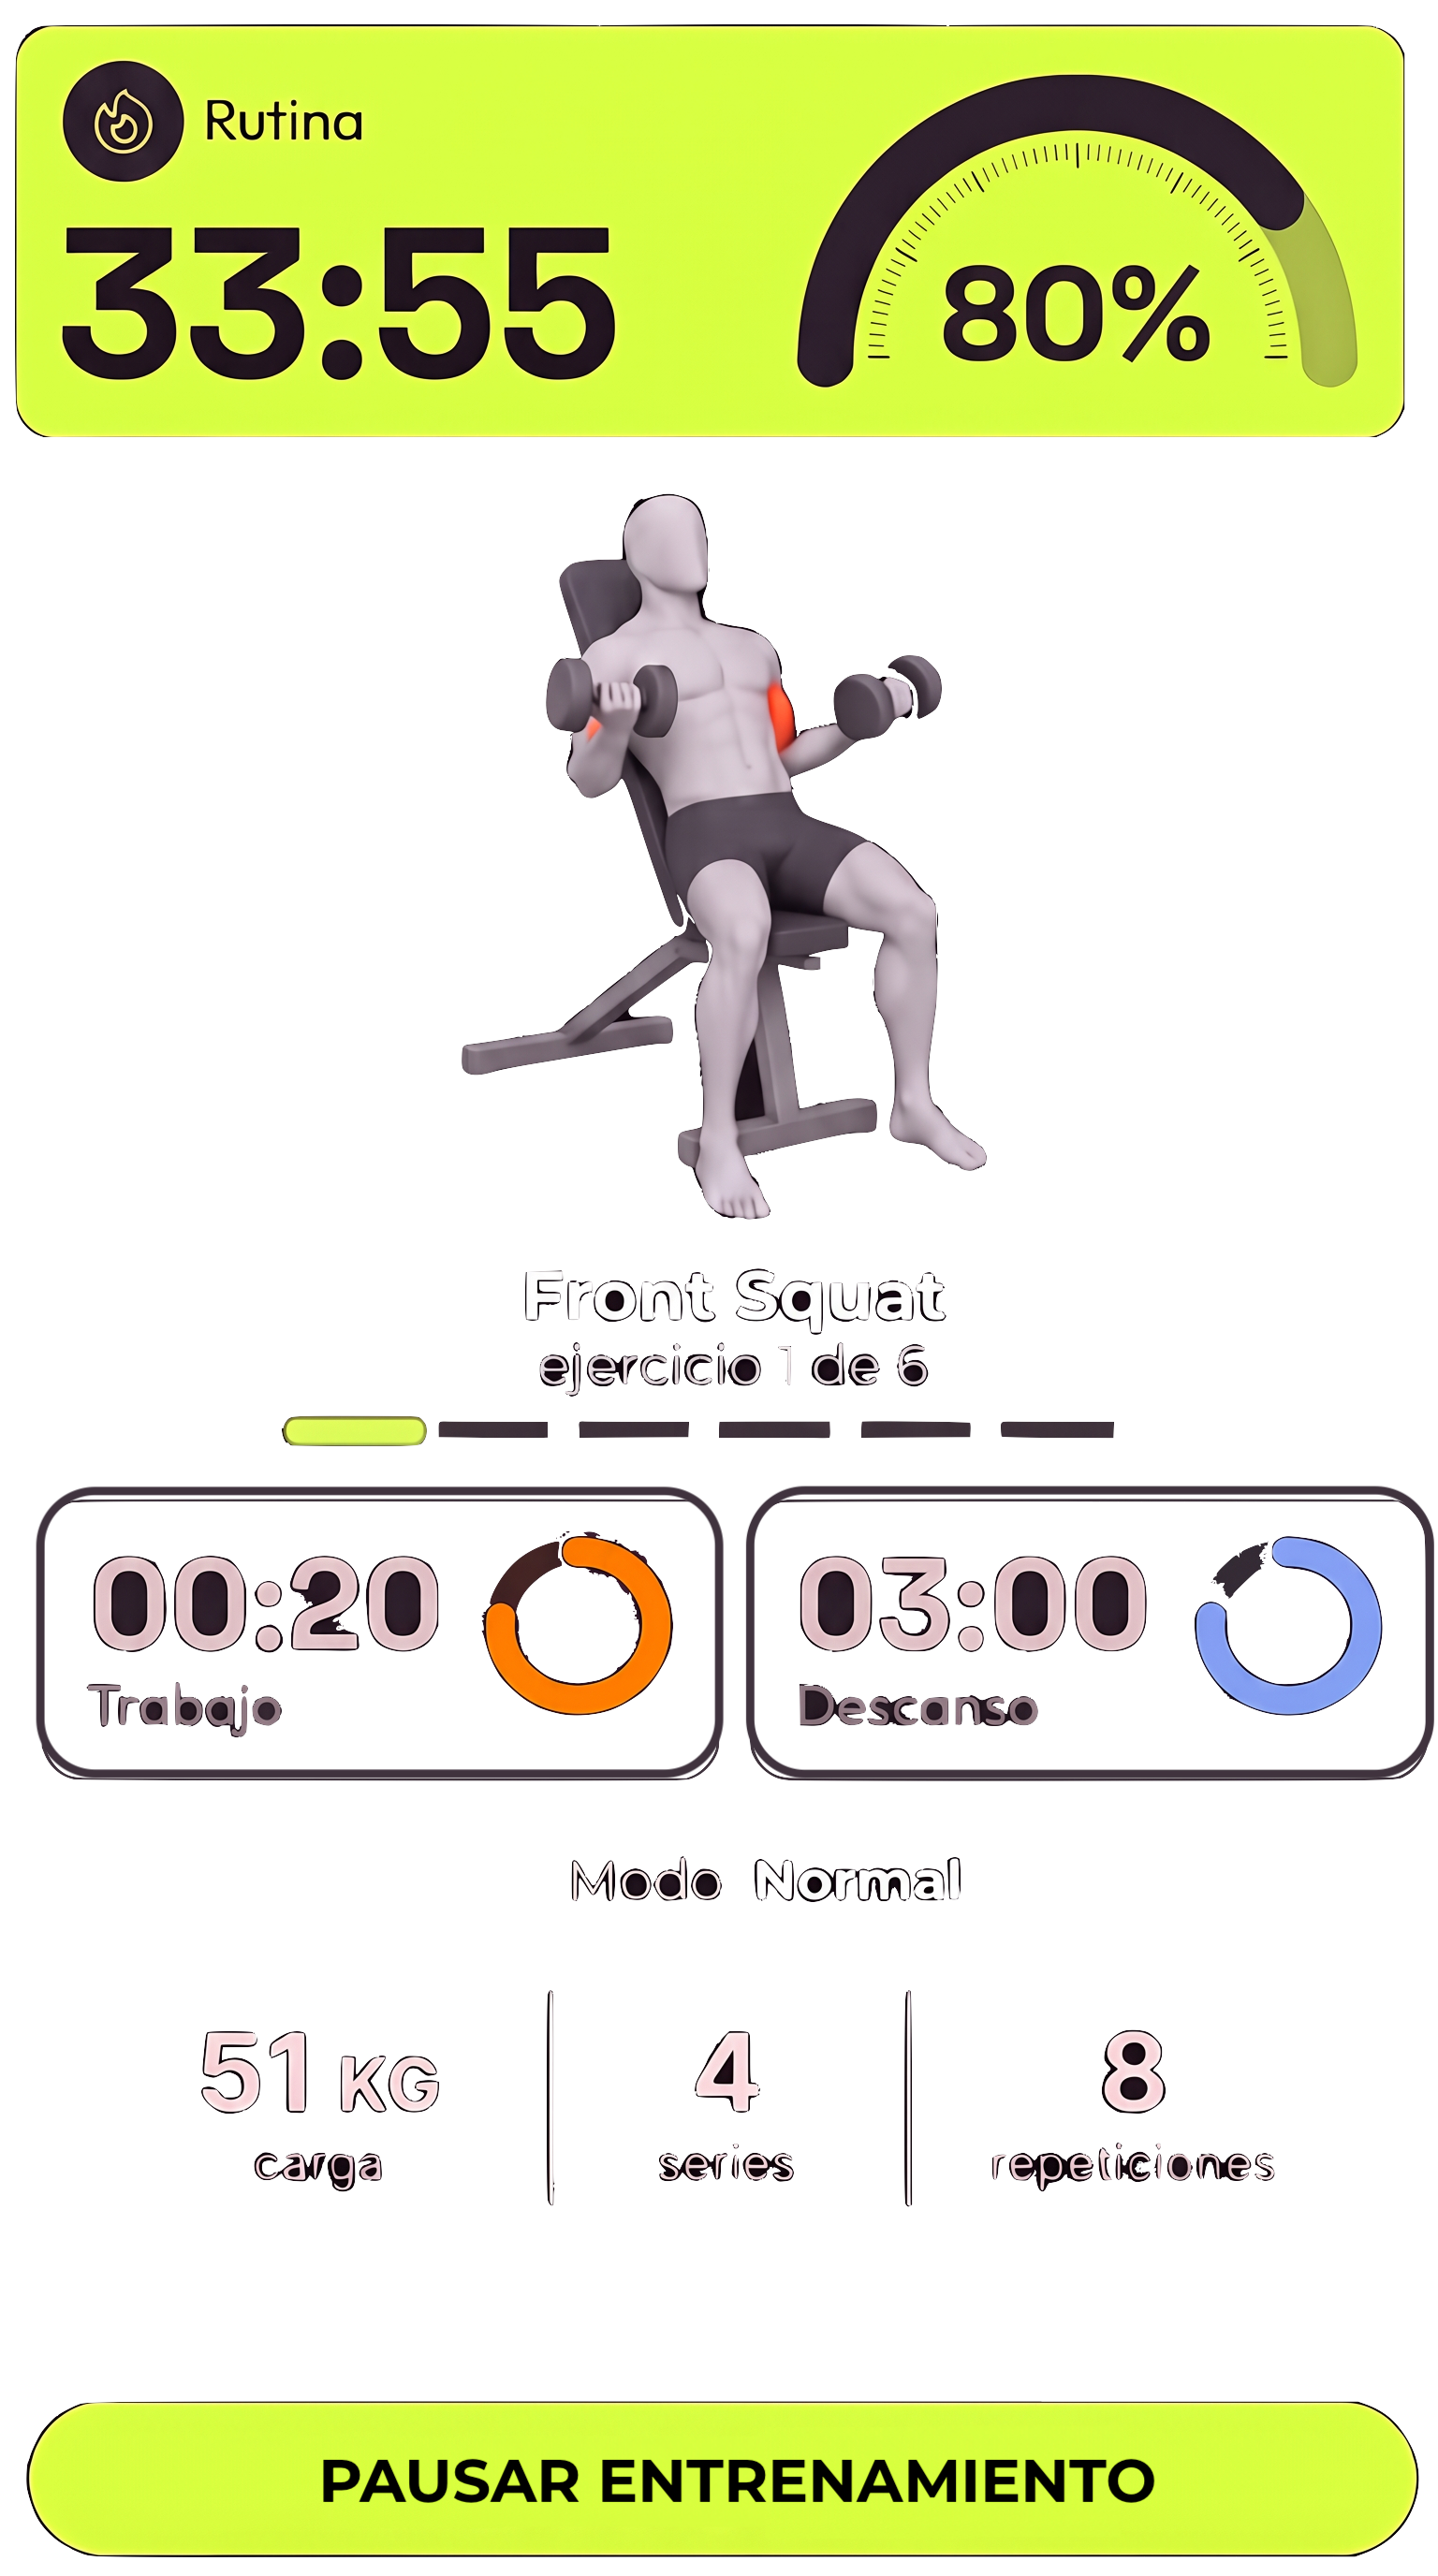 Rutina
33:55
80%
Front Squat
ejercicio 1 de 6
00:20
Trabajo
03:00
Descanso
Modo Normal
51 KG
carga
4
series
8
repeticiones
PAUSAR ENTRENAMIENTO